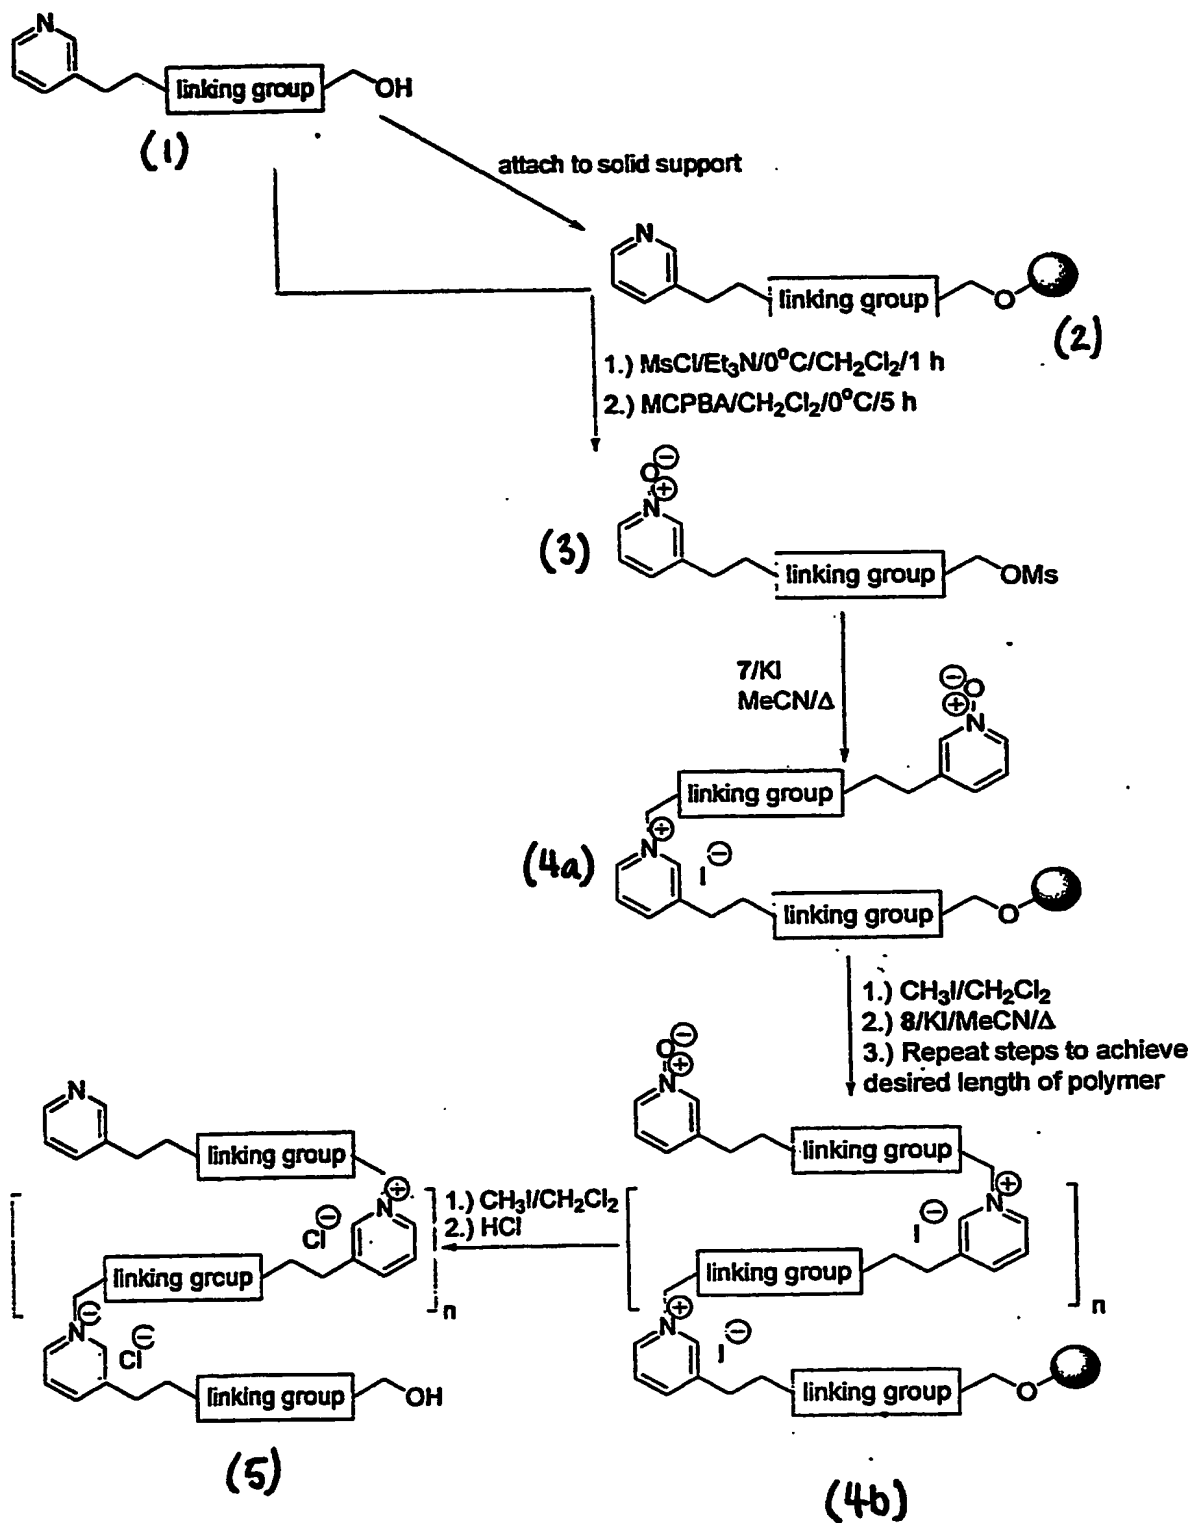 N
linking group
OH
(1)
attach to solid support
N
linking group
O
(2)
1.) MsCl/Et₃N/0°C/CH₂Cl₂/1 h
2.) MCPBA/CH₂Cl₂/0°C/5 h
O⊖
⊕
N
(3)
linking group
OMs
7/KI
MeCN/Δ
⊖O
⊕
N
linking group
⊕
N
(4a)
I⊖
linking group
O
1.) CH₃I/CH₂Cl₂
2.) 8/KI/MeCN/Δ
3.) Repeat steps to achieve
desired length of polymer
O⊖
⊕
N
linking group
⊕
N
I⊖
linking group
n
⊕
N
I⊖
linking group
O
(4b)
1.) CH₃I/CH₂Cl₂
2.) HCl
N
linking group
⊕
N
Cl⊖
linking group
n
⊖
N
Cl⊖
linking group
OH
(5)